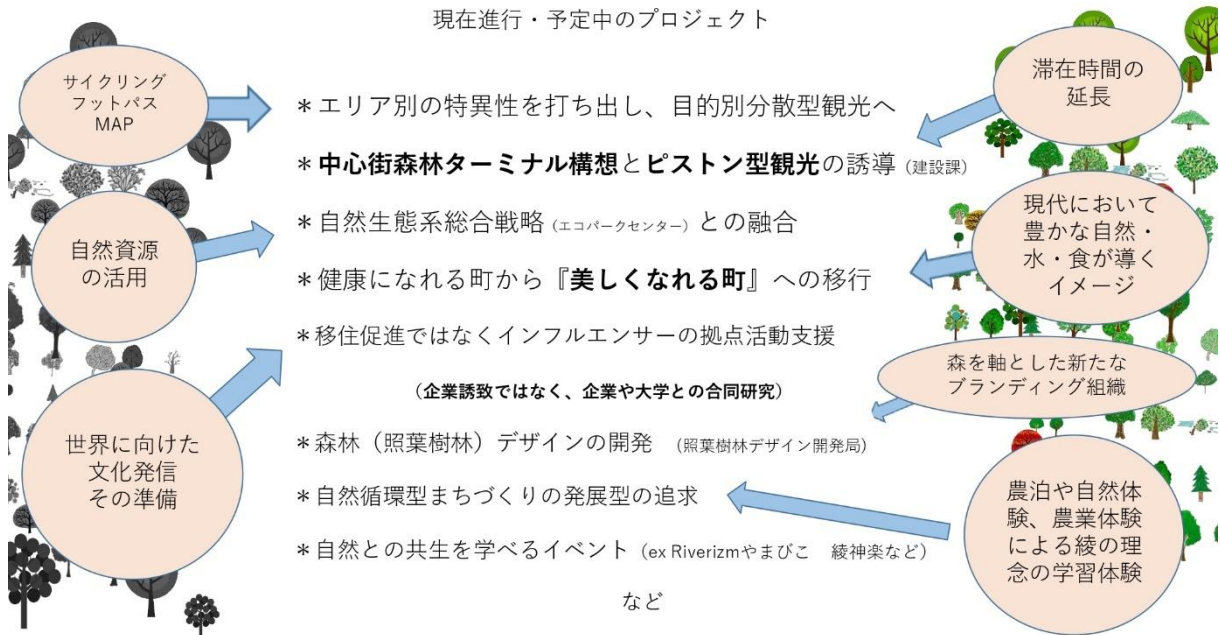 現在進行・予定中のプロジェクト
サイクリング
フットパス
MAP
滞在時間の
延長
＊エリア別の特異性を打ち出し、目的別分散型観光へ
＊中心街森林ターミナル構想とピストン型観光の誘導（建設課）
自然資源
の活用
＊自然生態系総合戦略（エコパークセンター）との融合
現代において
豊かな自然・
水・食が導く
イメージ
＊健康になれる町から『美しくなれる町』への移行
＊移住促進ではなくインフルエンサーの拠点活動支援
（企業誘致ではなく、企業や大学との合同研究）
森を軸とした新たな
ブランディング組織
世界に向けた
文化発信
その準備
＊森林（照葉樹林）デザインの開発　（照葉樹林デザイン開発局）
＊自然循環型まちづくりの発展型の追求
農泊や自然体
験、農業体験
による綾の理
念の学習体験
＊自然との共生を学べるイベント（ex Riverizmやまびこ　綾神楽など）
など